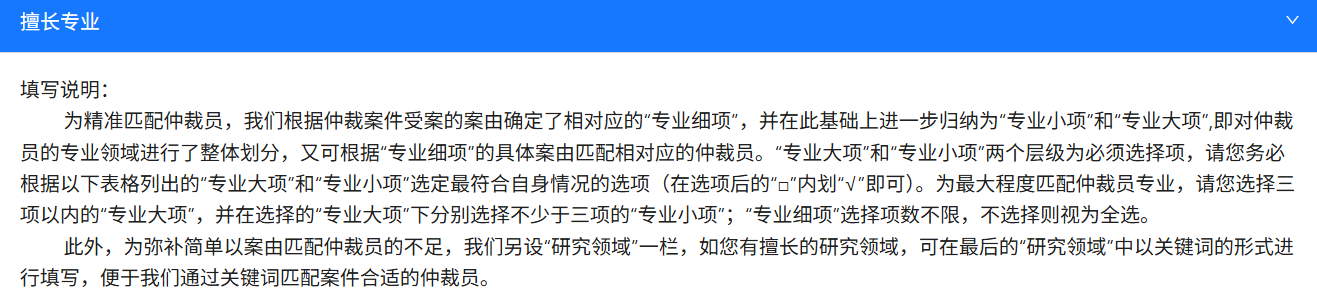 擅长专业
填写说明：
为精准匹配仲裁员，我们根据仲裁案件受案的案由确定了相对应的“专业细项”，并在此基础上进一步归纳为“专业小项”和“专业大项”,即对仲裁
员的专业领域进行了整体划分，又可根据“专业细项”的具体案由匹配相对应的仲裁员。“专业大项”和“专业小项”两个层级为必须选择项，请您务必
根据以下表格列出的“专业大项”和“专业小项”选定最符合自身情况的选项（在选项后的“□”内划“√”即可）。为最大程度匹配仲裁员专业，请您选择三
项以内的“专业大项”，并在选择的“专业大项”下分别选择不少于三项的“专业小项”；“专业细项”选择项数不限，不选择则视为全选。
此外，为弥补简单以案由匹配仲裁员的不足，我们另设“研究领域”一栏，如您有擅长的研究领域，可在最后的“研究领域”中以关键词的形式进
行填写，便于我们通过关键词匹配案件合适的仲裁员。